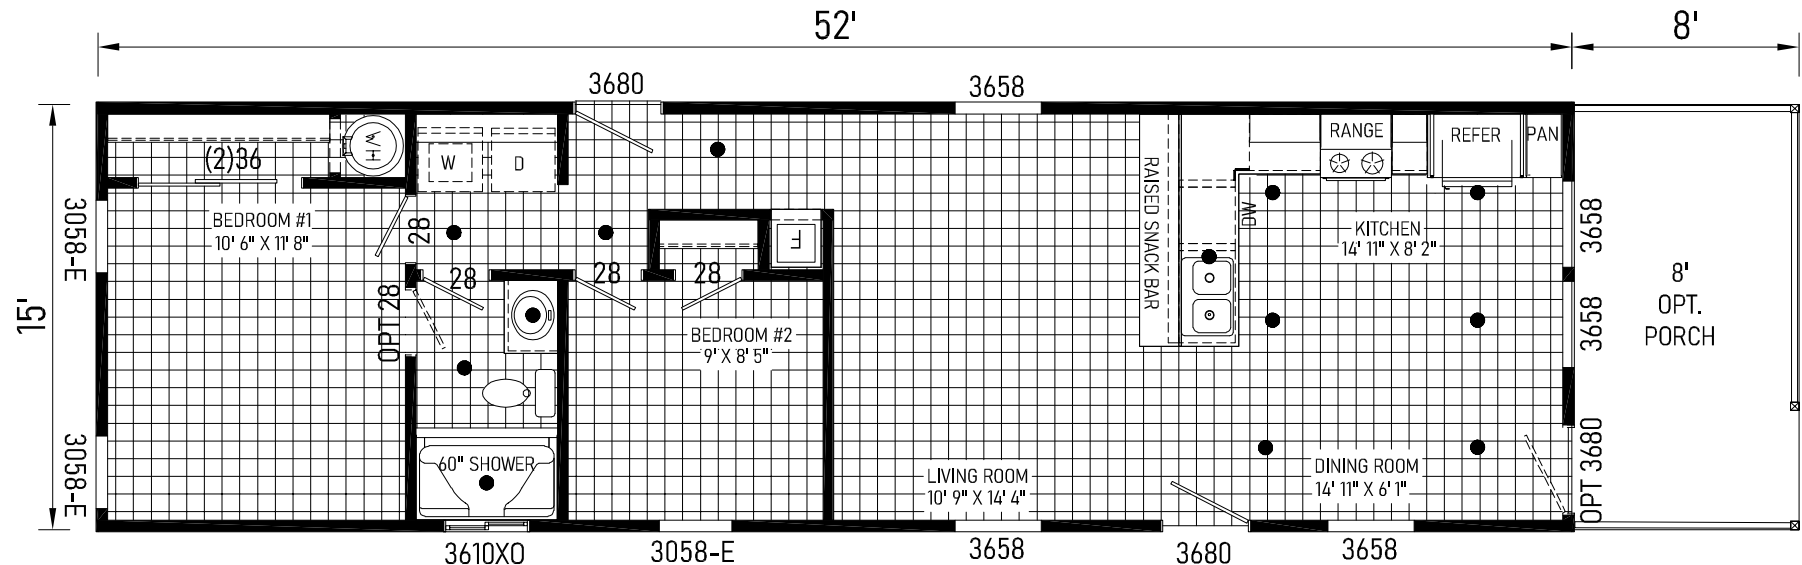 52'
8'
3680
3658
15'
(2)36
WH
W
D
RANGE
REFER
PAN
3058-E
BEDROOM #1
10' 6" X 11' 8"
28
28
28
28
F
RAISED SNACK BAR
DW
KITCHEN
14' 11" X 8' 2"
3658
3658
8'
OPT.
PORCH
OPT 28
BEDROOM #2
9' X 8' 5"
3058-E
60" SHOWER
LIVING ROOM
10' 9" X 14' 4"
DINING ROOM
14' 11" X 6' 1"
OPT 3680
3610XO
3058-E
3658
3680
3658